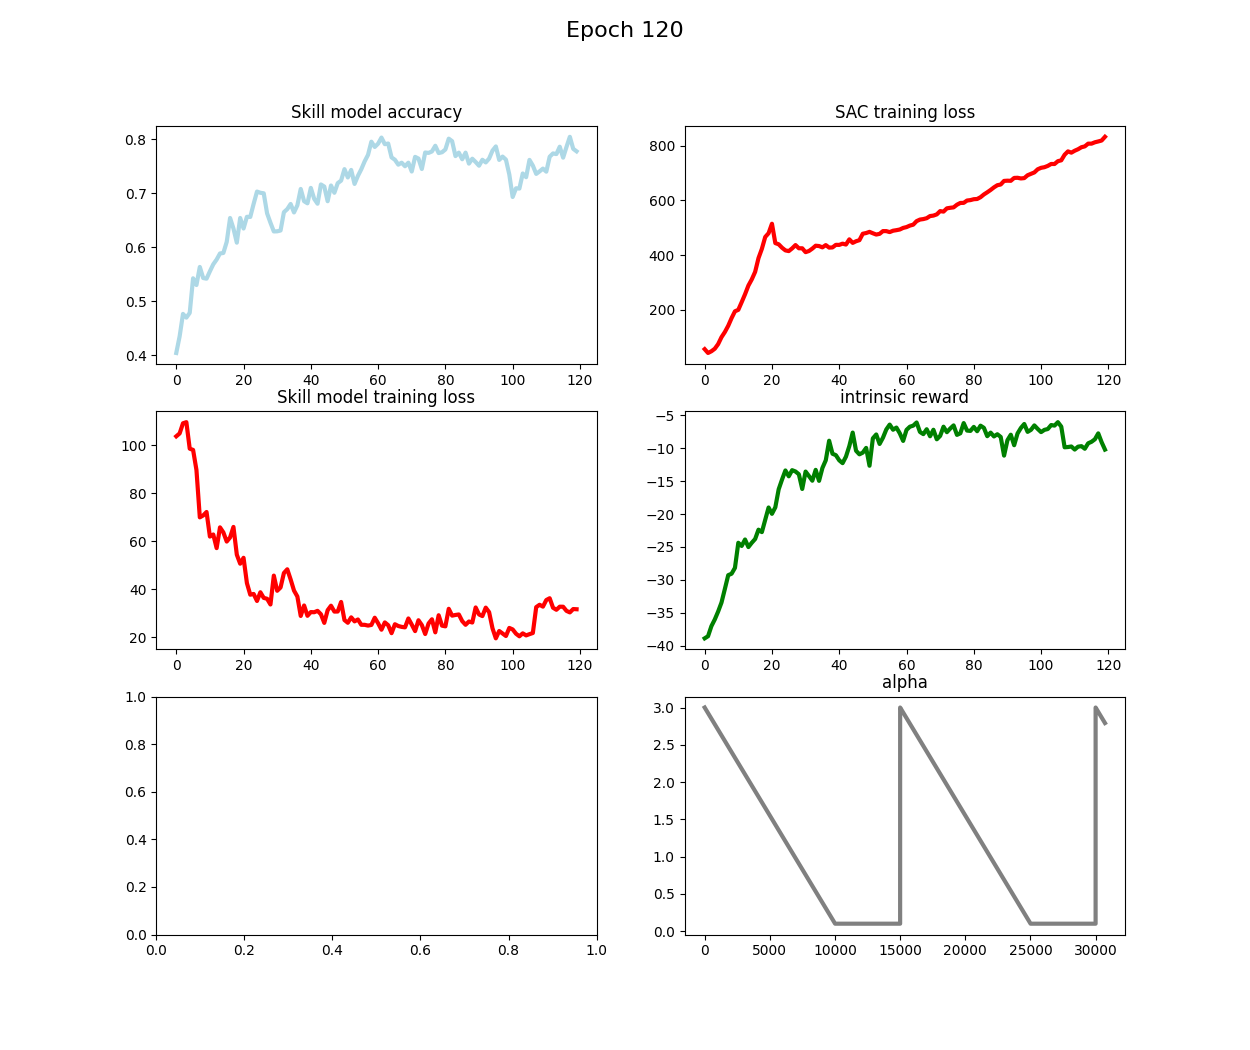 Epoch 120
Skill model accuracy
0.8
0.7
0.6
0.5
0.4
0 20 40 60 80 100 120
SAC training loss
800
600
400
200
0 20 40 60 80 100 120
Skill model training loss
100
80
60
40
20
0 20 40 60 80 100 120
intrinsic reward
−5
−10
−15
−20
−25
−30
−35
−40
0 20 40 60 80 100 120
1.0
0.8
0.6
0.4
0.2
0.0
0.0 0.2 0.4 0.6 0.8 1.0
alpha
3.0
2.5
2.0
1.5
1.0
0.5
0.0
0 5000 10000 15000 20000 25000 30000